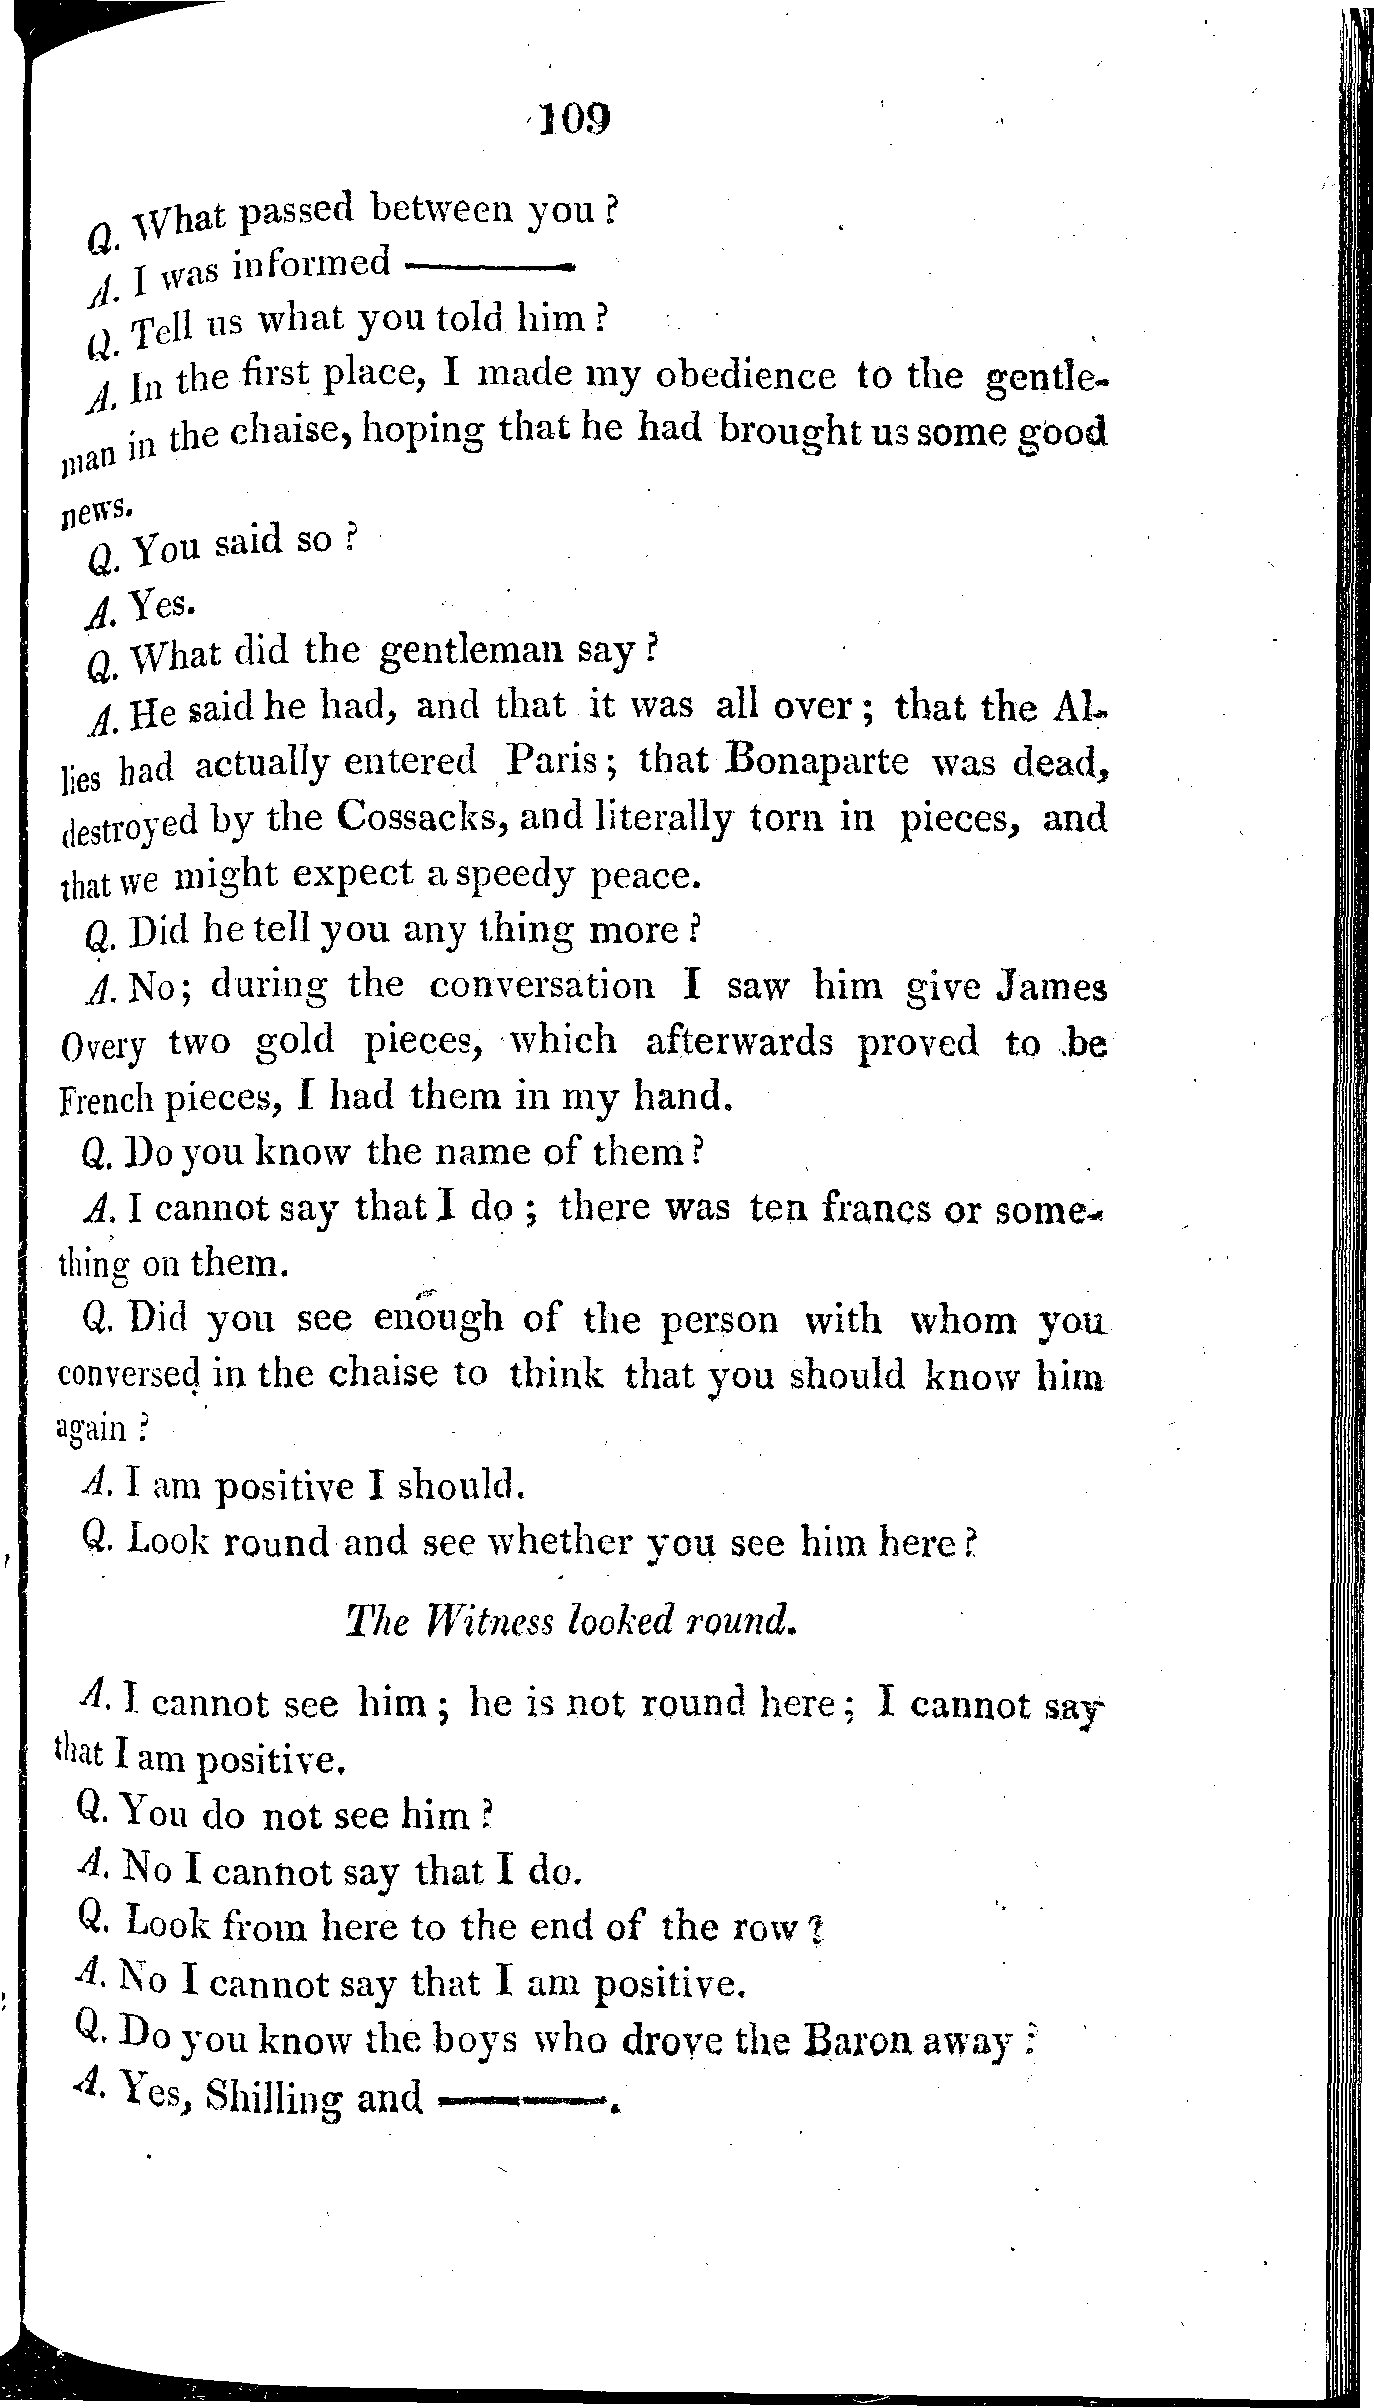 109
Q. What passed between you?
A. I was informed ————
Q. Tell us what you told him?
A. In the first place, I made my obedience to the gentle-
man in the chaise, hoping that he had brought us some good
news.
Q. You said so?
A. Yes.
Q. What did the gentleman say?
A. He said he had, and that it was all over; that the Al-
lies had actually entered Paris; that Bonaparte was dead,
destroyed by the Cossacks, and literally torn in pieces, and
that we might expect a speedy peace.
Q. Did he tell you any thing more?
A. No; during the conversation I saw him give James
Overy two gold pieces, which afterwards proved to be
French pieces, I had them in my hand.
Q. Do you know the name of them?
A. I cannot say that I do; there was ten francs or some-
thing on them.
Q. Did you see enough of the person with whom you
conversed in the chaise to think that you should know him
again?
A. I am positive I should.
Q. Look round and see whether you see him here?
The Witness looked round.
A. I cannot see him; he is not round here; I cannot say
that I am positive.
Q. You do not see him?
A. No I cannot say that I do.
Q. Look from here to the end of the row?
A. No I cannot say that I am positive.
Q. Do you know the boys who drove the Baron away?
A. Yes, Shilling and ————.